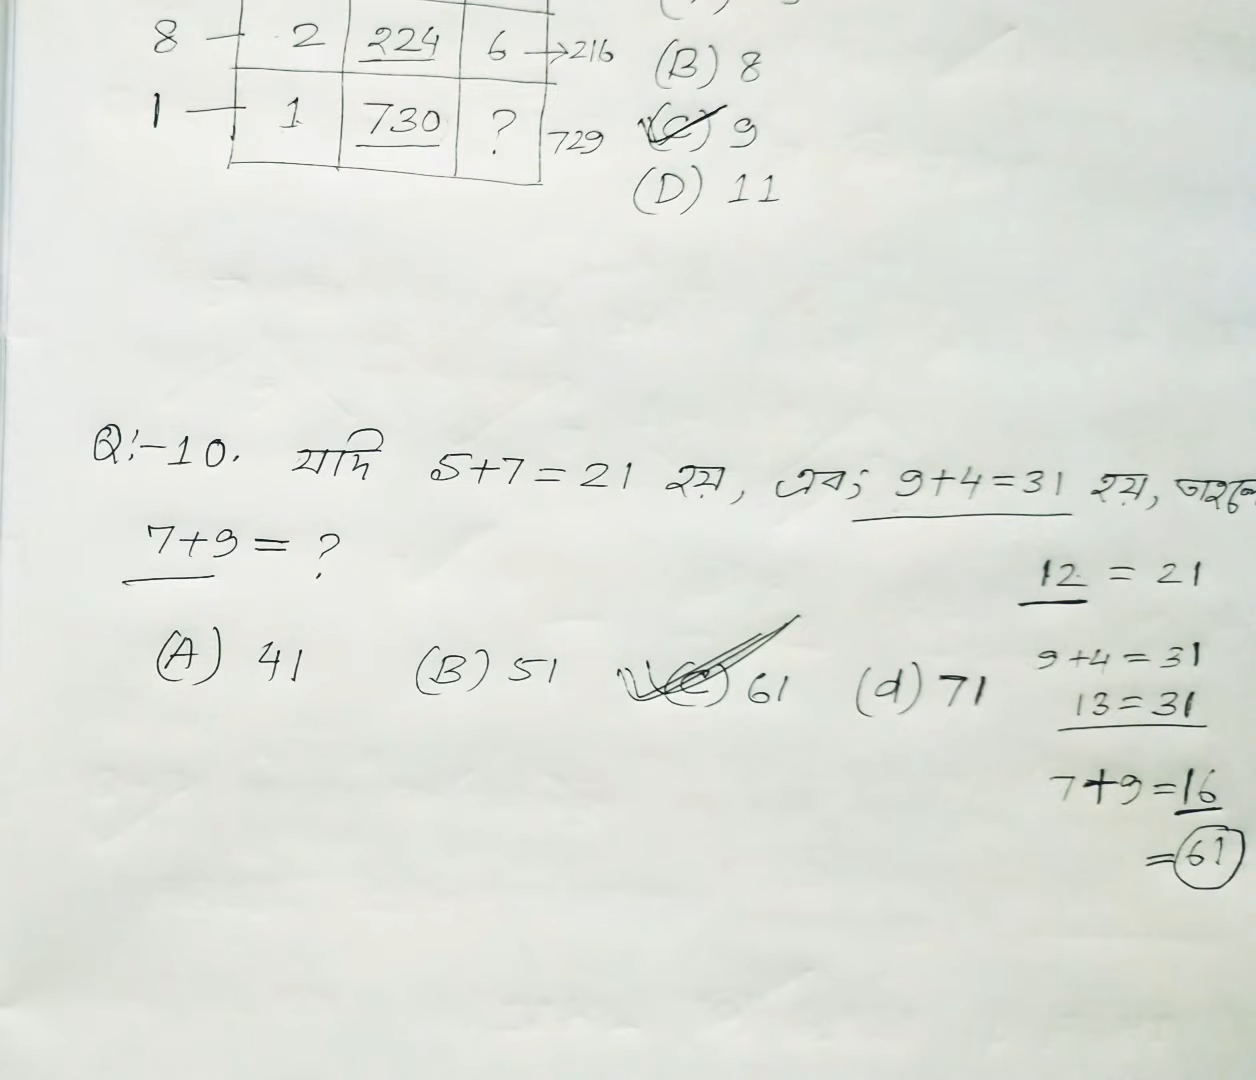 8 2 224 6 → 216 (B) 8
1 1 730 ? 729 (C) 9
(D) 11
Q:-10. যদি 5+7=21 হয়, এবং 9+4=31 হয়, তাহলে
7+9= ?
12 = 21
(A) 41 (B) 51 (C) 61 (d) 71
9+4=31
13=31
7+9=16
=61